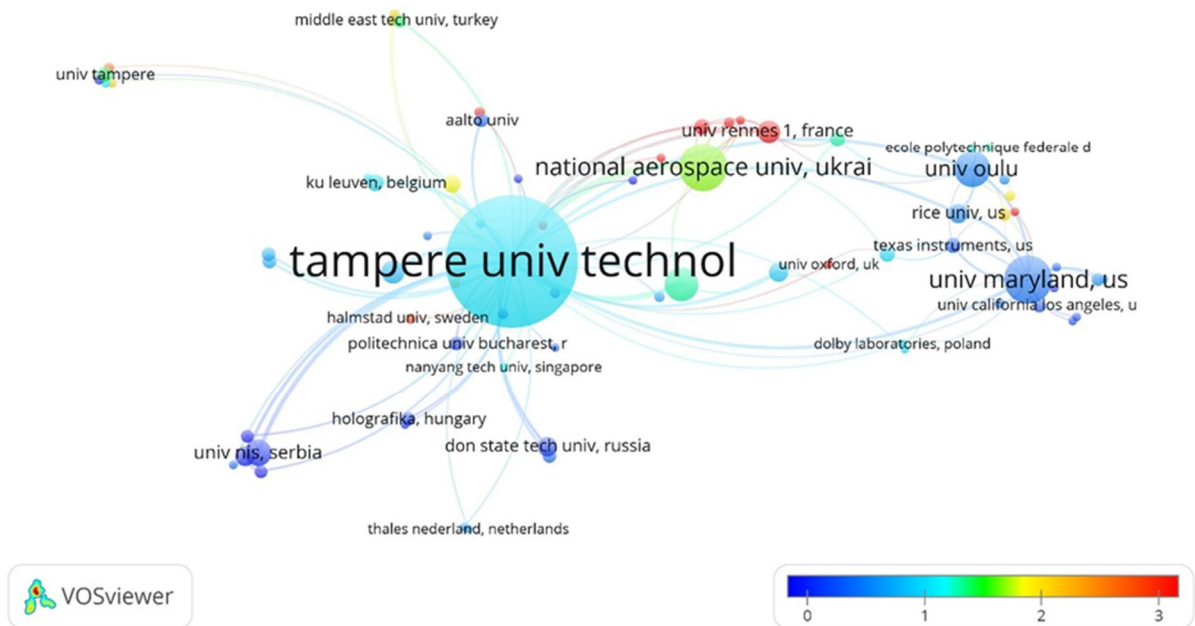 middle east tech univ, turkey
univ tampere
aalto univ
univ rennes 1, france
ecole polytechnique federale d
national aerospace univ, ukrai
univ oulu
ku leuven, belgium
rice univ, us
texas instruments, us
tampere univ technol
univ oxford, uk
univ maryland, us
univ california los angeles, u
halmstad univ, sweden
politechnica univ bucharest, r
dolby laboratories, poland
nanyang tech univ, singapore
holografika, hungary
don state tech univ, russia
univ nis, serbia
thales nederland, netherlands
VOSviewer
0 1 2 3